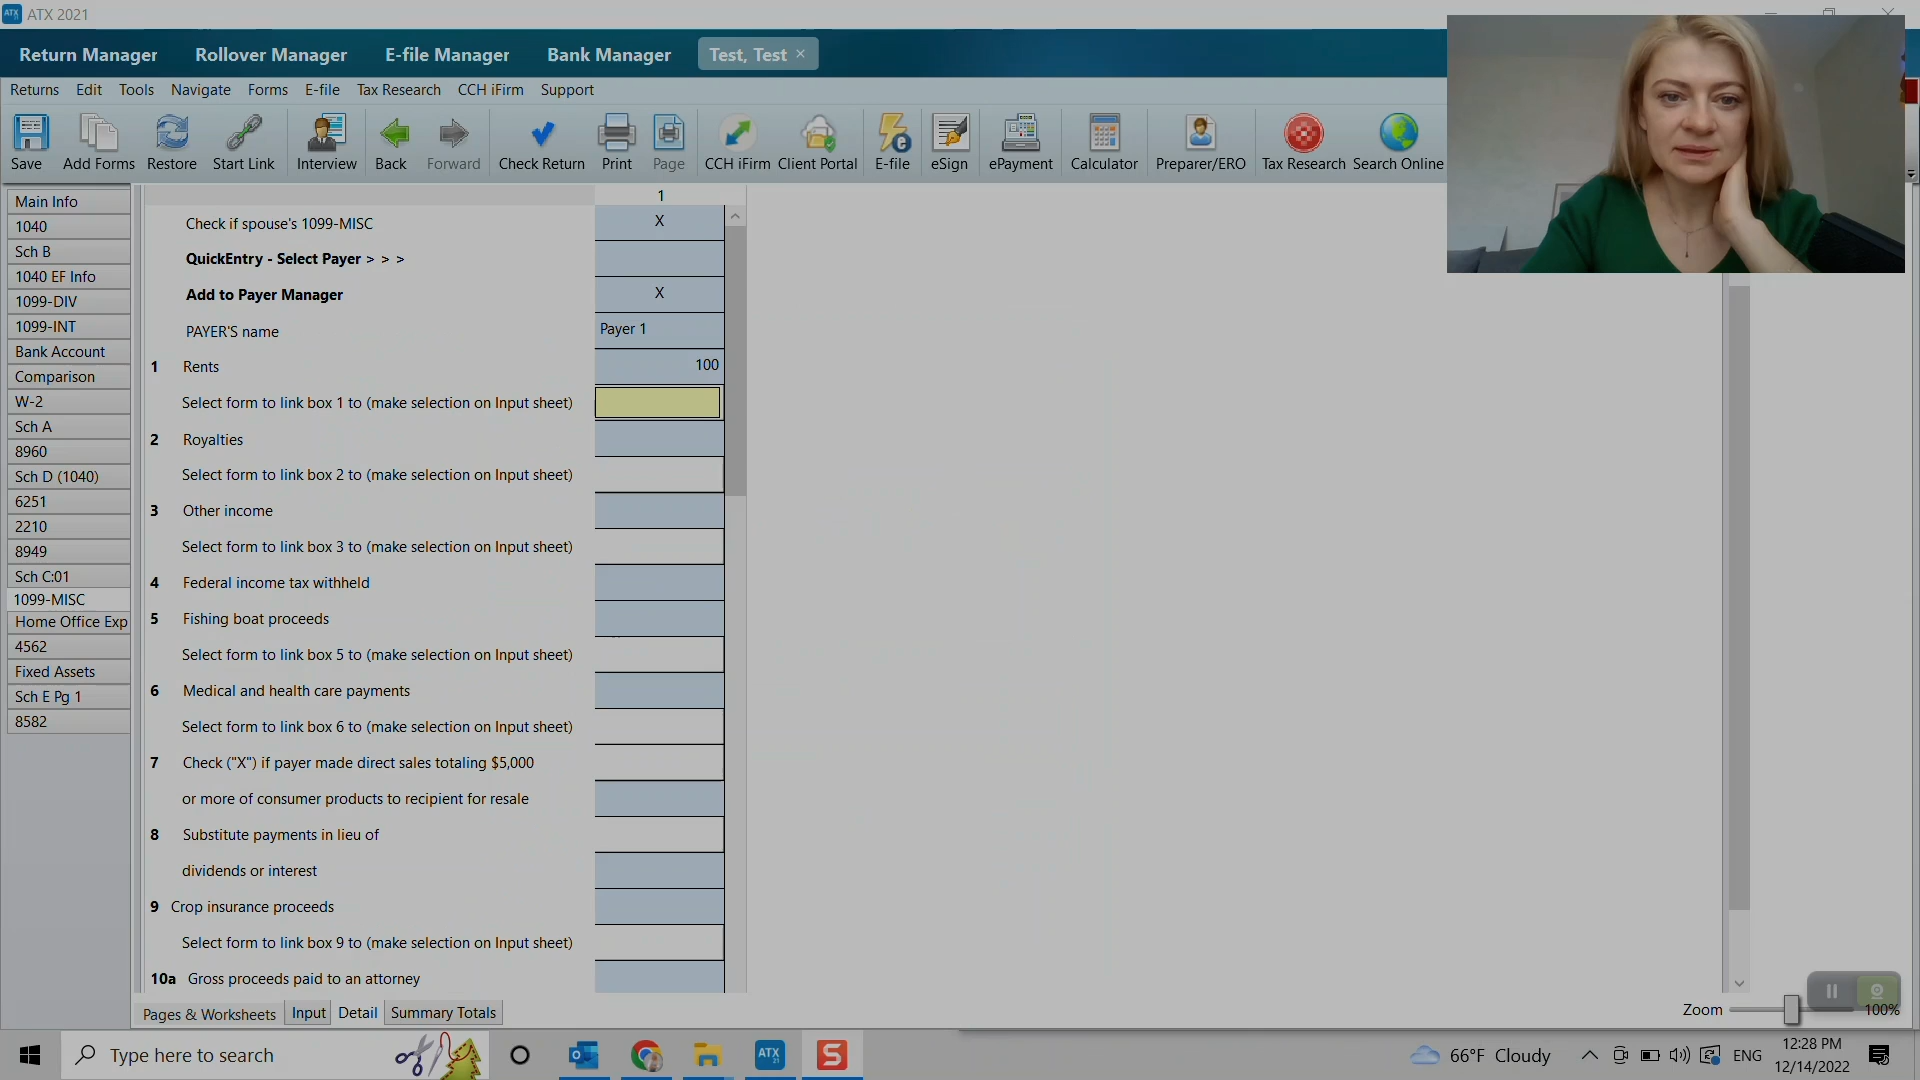 ATX 2021
Return Manager Rollover Manager E-file Manager Bank Manager Test, Test ×
Returns Edit Tools Navigate Forms E-file Tax Research CCH iFirm Support
Save Add Forms Restore Start Link Interview Back Forward Check Return Print Page CCH iFirm Client Portal E-file eSign ePayment Calculator Preparer/ERO Tax Research Search Online
Main Info
1040
Sch B
1040 EF Info
1099-DIV
1099-INT
Bank Account
Comparison
W-2
Sch A
8960
Sch D (1040)
6251
2210
8949
Sch C:01
1099-MISC
Home Office Exp
4562
Fixed Assets
Sch E Pg 1
8582
1
Check if spouse's 1099-MISC X
QuickEntry - Select Payer > > >
Add to Payer Manager X
PAYER'S name Payer 1
1 Rents 100
Select form to link box 1 to (make selection on Input sheet)
2 Royalties
Select form to link box 2 to (make selection on Input sheet)
3 Other income
Select form to link box 3 to (make selection on Input sheet)
4 Federal income tax withheld
5 Fishing boat proceeds
Select form to link box 5 to (make selection on Input sheet)
6 Medical and health care payments
Select form to link box 6 to (make selection on Input sheet)
7 Check ("X") if payer made direct sales totaling $5,000
or more of consumer products to recipient for resale
8 Substitute payments in lieu of
dividends or interest
9 Crop insurance proceeds
Select form to link box 9 to (make selection on Input sheet)
10a Gross proceeds paid to an attorney
Pages & Worksheets Input Detail Summary Totals
Zoom 100%
Type here to search
ATX
S
66°F Cloudy
ENG
12:28 PM
12/14/2022